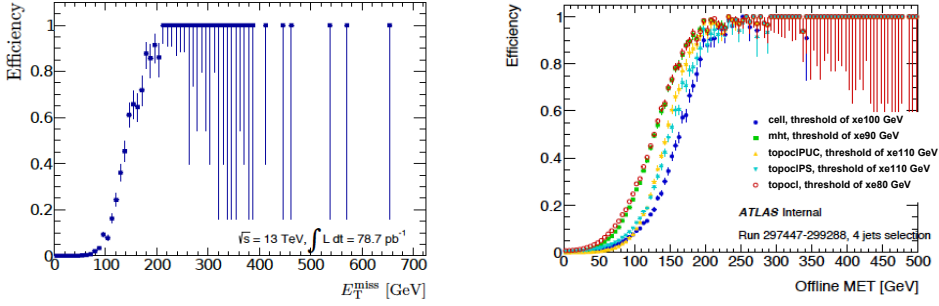 Efficiency
1
0.8
0.6
0.4
0.2
0
√s = 13 TeV, ∫ L dt = 78.7 pb⁻¹
0 100 200 300 400 500 600 700
E_T^miss [GeV]
Efficiency
1
0.8
0.6
0.4
0.2
0
cell, threshold of xe100 GeV
mht, threshold of xe90 GeV
topoclPUC, threshold of xe110 GeV
topoclPS, threshold of xe110 GeV
topocl, threshold of xe80 GeV
ATLAS Internal
Run 297447-299288, 4 jets selection
0 50 100 150 200 250 300 350 400 450 500
Offline MET [GeV]